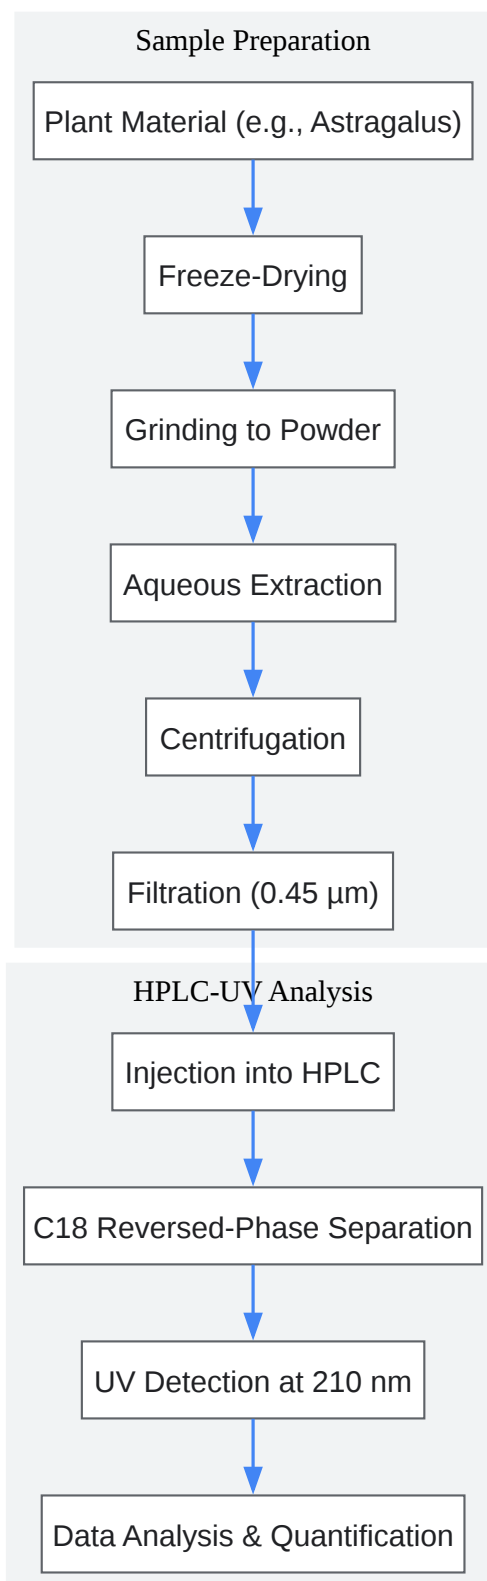 Sample Preparation
Plant Material (e.g., Astragalus)
Freeze-Drying
Grinding to Powder
Aqueous Extraction
Centrifugation
Filtration (0.45 µm)
HPLC-UV Analysis
Injection into HPLC
C18 Reversed-Phase Separation
UV Detection at 210 nm
Data Analysis & Quantification